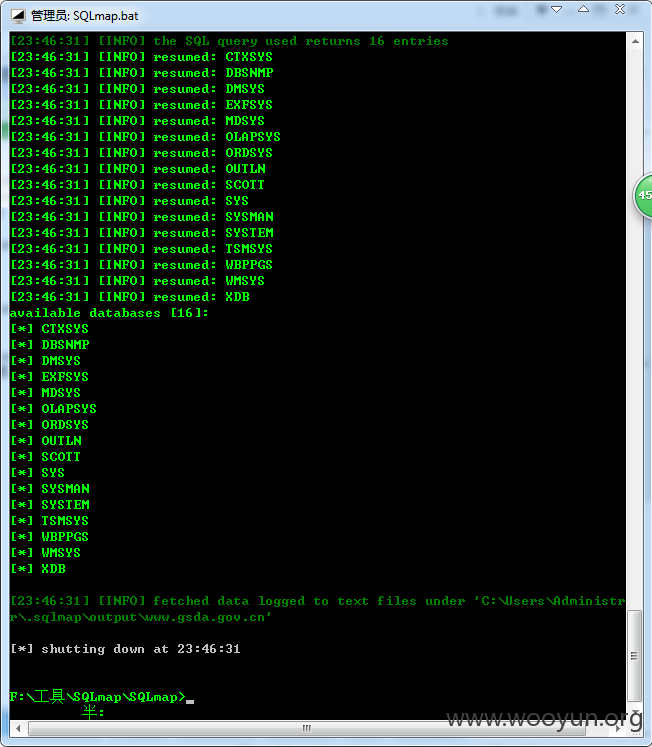 管理员: SQLmap.bat
[23:46:31] [INFO] the SQL query used returns 16 entries
[23:46:31] [INFO] resumed: CTXSYS
[23:46:31] [INFO] resumed: DBSNMP
[23:46:31] [INFO] resumed: DMSYS
[23:46:31] [INFO] resumed: EXFSYS
[23:46:31] [INFO] resumed: MDSYS
[23:46:31] [INFO] resumed: OLAPSYS
[23:46:31] [INFO] resumed: ORDSYS
[23:46:31] [INFO] resumed: OUTLN
[23:46:31] [INFO] resumed: SCOTT
[23:46:31] [INFO] resumed: SYS
[23:46:31] [INFO] resumed: SYSMAN
[23:46:31] [INFO] resumed: SYSTEM
[23:46:31] [INFO] resumed: TSMSYS
[23:46:31] [INFO] resumed: WBPPGS
[23:46:31] [INFO] resumed: WMSYS
[23:46:31] [INFO] resumed: XDB
available databases [16]:
[*] CTXSYS
[*] DBSNMP
[*] DMSYS
[*] EXFSYS
[*] MDSYS
[*] OLAPSYS
[*] ORDSYS
[*] OUTLN
[*] SCOTT
[*] SYS
[*] SYSMAN
[*] SYSTEM
[*] TSMSYS
[*] WBPPGS
[*] WMSYS
[*] XDB
[23:46:31] [INFO] fetched data logged to text files under 'C:\Users\Administr
r\.sqlmap\output\www.gsda.gov.cn'
[*] shutting down at 23:46:31
F:\工具\SQLmap\SQLmap>_
半:
45
www.wooyun.org